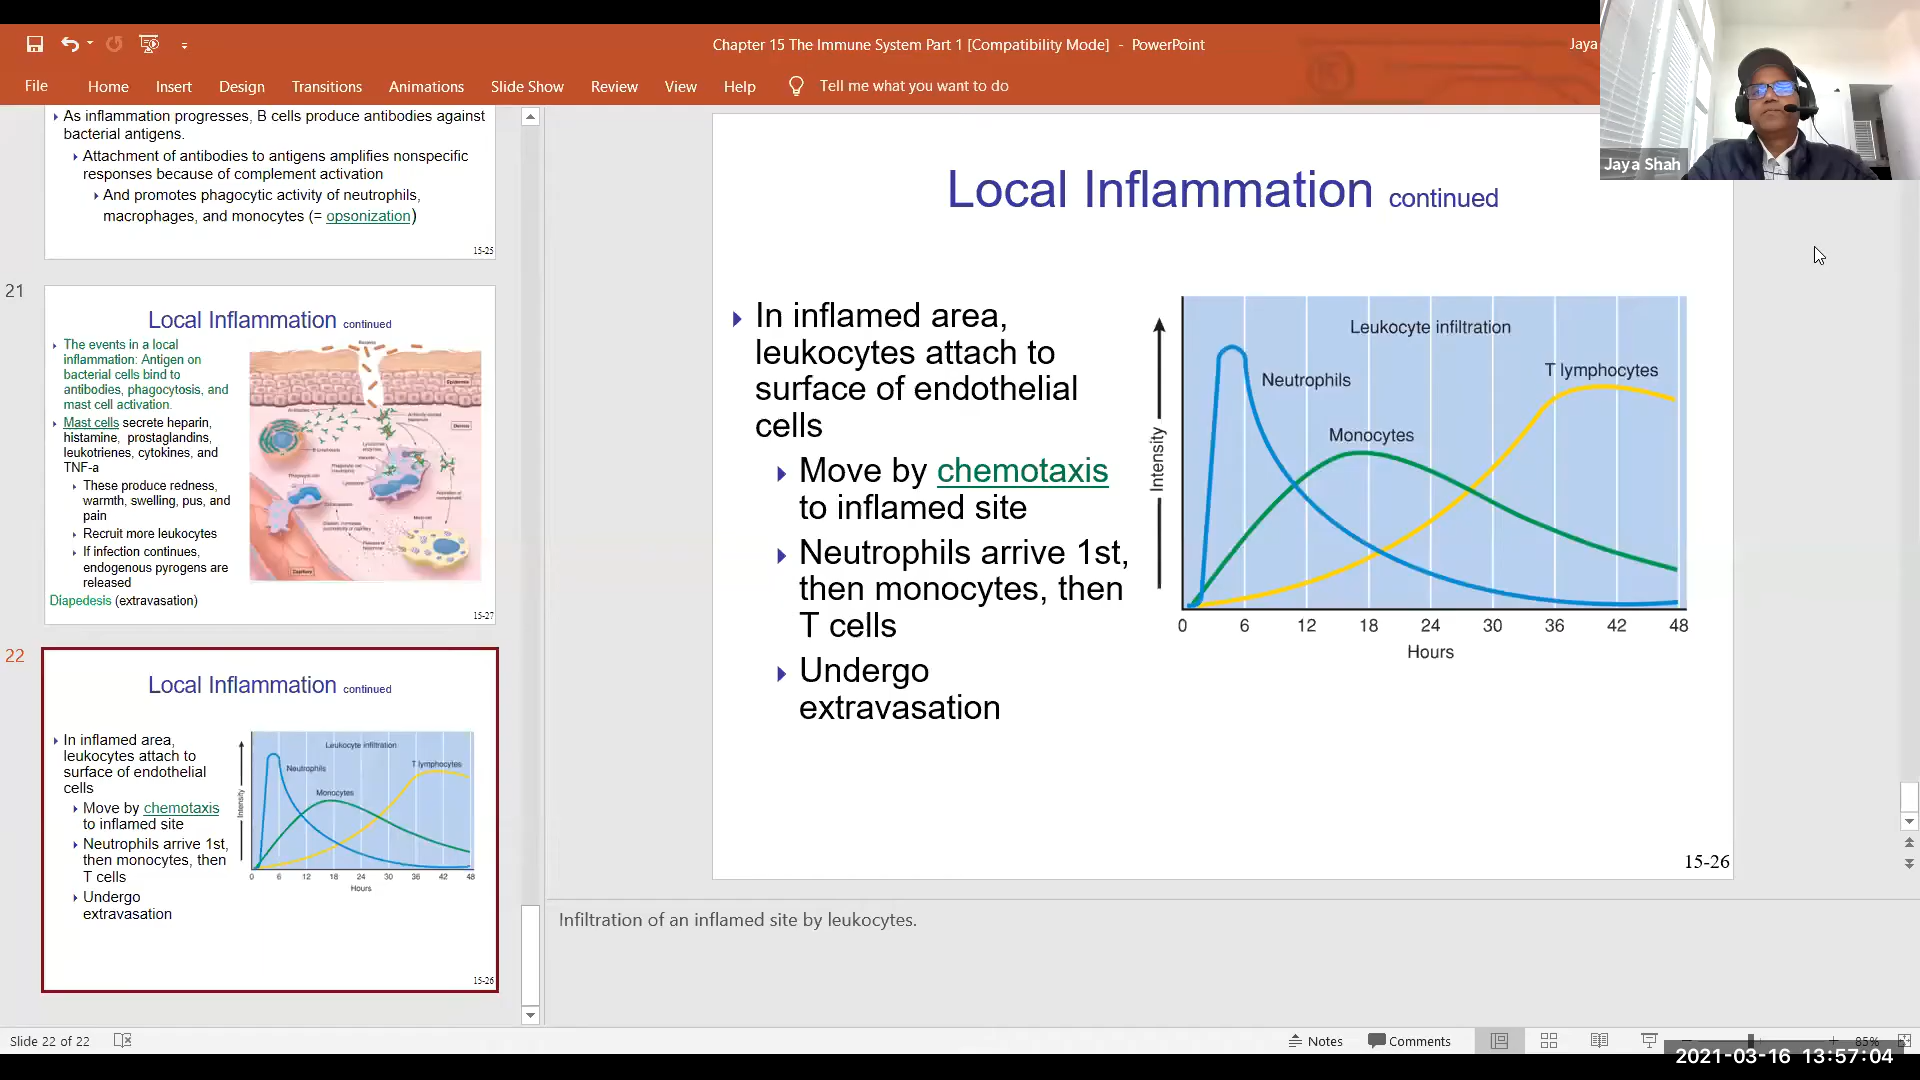 Chapter 15 The Immune System Part 1 [Compatibility Mode] - PowerPoint
Jaya
File Home Insert Design Transitions Animations Slide Show Review View Help Tell me what you want to do
Jaya Shah
As inflammation progresses, B cells produce antibodies against
bacterial antigens.
Attachment of antibodies to antigens amplifies nonspecific
responses because of complement activation
And promotes phagocytic activity of neutrophils,
macrophages, and monocytes (= opsonization)
15-25
21
Local Inflammation continued
The events in a local
inflammation: Antigen on
bacterial cells bind to
antibodies, phagocytosis, and
mast cell activation.
Mast cells secrete heparin,
histamine, prostaglandins,
leukotrienes, cytokines, and
TNF-a
These produce redness,
warmth, swelling, pus, and
pain
Recruit more leukocytes
If infection continues,
endogenous pyrogens are
released
Diapedesis (extravasation)
Bacteria
Epidermis
Antibodies
Dermis
Mast cell
Capillary
15-27
22
Local Inflammation continued
In inflamed area,
leukocytes attach to
surface of endothelial
cells
Move by chemotaxis
to inflamed site
Neutrophils arrive 1st,
then monocytes, then
T cells
Undergo
extravasation
Leukocyte infiltration
Neutrophils
T lymphocytes
Monocytes
Intensity
0 6 12 18 24 30 36 42 48
Hours
15-26
Local Inflammation continued
In inflamed area,
leukocytes attach to
surface of endothelial
cells
Move by chemotaxis
to inflamed site
Neutrophils arrive 1st,
then monocytes, then
T cells
Undergo
extravasation
Leukocyte infiltration
Neutrophils
T lymphocytes
Monocytes
Intensity
0 6 12 18 24 30 36 42 48
Hours
15-26
Infiltration of an inflamed site by leukocytes.
Slide 22 of 22
Notes Comments
85%
2021-03-16 13:57:04